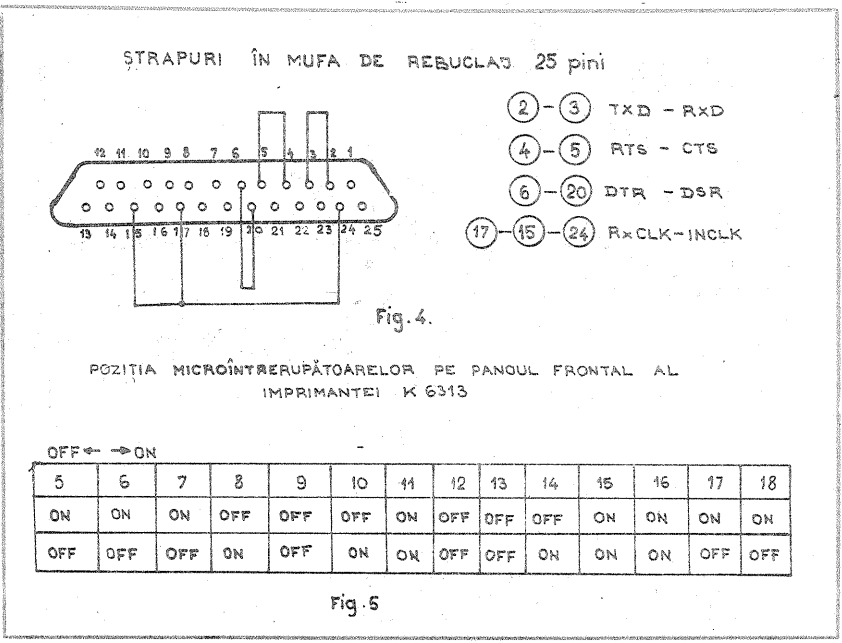 ȘTRAPURI ÎN MUFA DE REBUCLAJ 25 pini
2 - 3 TXD - RXD
4 - 5 RTS - CTS
6 - 20 DTR - DSR
17 - 15 - 24 RxCLK - INCLK
12 11 10 9 8 7 6 5 4 3 2 1
13 14 15 16 17 18 19 20 21 22 23 24 25
Fig. 4.
POZIȚIA MICROÎNTRERUPĂTOARELOR PE PANOUL FRONTAL AL
IMPRIMANTEI K 6313
OFF ← → ON
5 6 7 8 9 10 11 12 13 14 15 16 17 18
ON ON ON OFF OFF OFF ON OFF OFF OFF ON ON ON ON
OFF OFF OFF ON OFF ON ON OFF OFF ON ON ON OFF OFF
Fig. 5